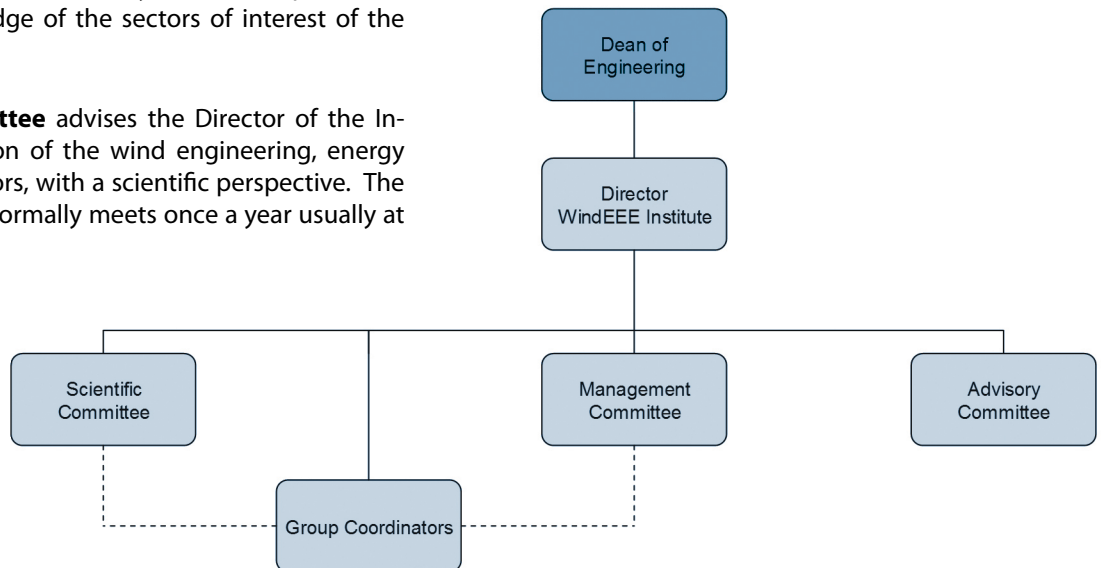 dge of the sectors of interest of the
ttee advises the Director of the In-
on of the wind engineering, energy
ors, with a scientific perspective. The
ormally meets once a year usually at
Dean of
Engineering
Director
WindEEE Institute
Scientific
Committee
Management
Committee
Advisory
Committee
Group Coordinators